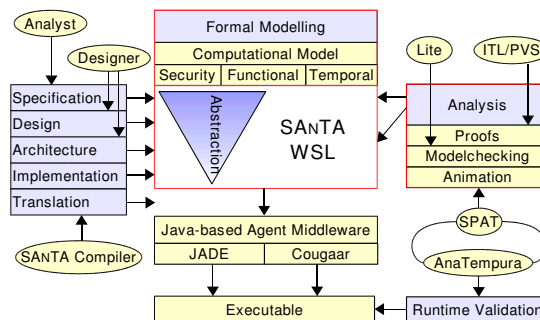 Analyst
Formal Modelling
Designer
Computational Model
Lite
ITL/PVS
Security Functional Temporal
Specification
Abstraction
Analysis
Design
SANTA
WSL
Proofs
Architecture
Modelchecking
Implementation
Animation
Translation
SPAT
Java-based Agent Middleware
SANTA Compiler
JADE Cougaar
AnaTempura
Executable
Runtime Validation